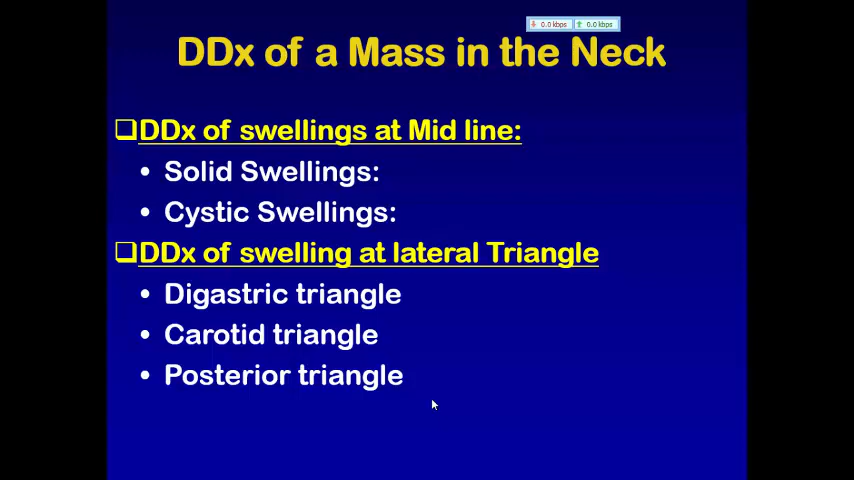 0.0 kbps 0.0 kbps
DDx of a Mass in the Neck
DDx of swellings at Mid line:
• Solid Swellings:
• Cystic Swellings:
DDx of swelling at lateral Triangle
• Digastric triangle
• Carotid triangle
• Posterior triangle